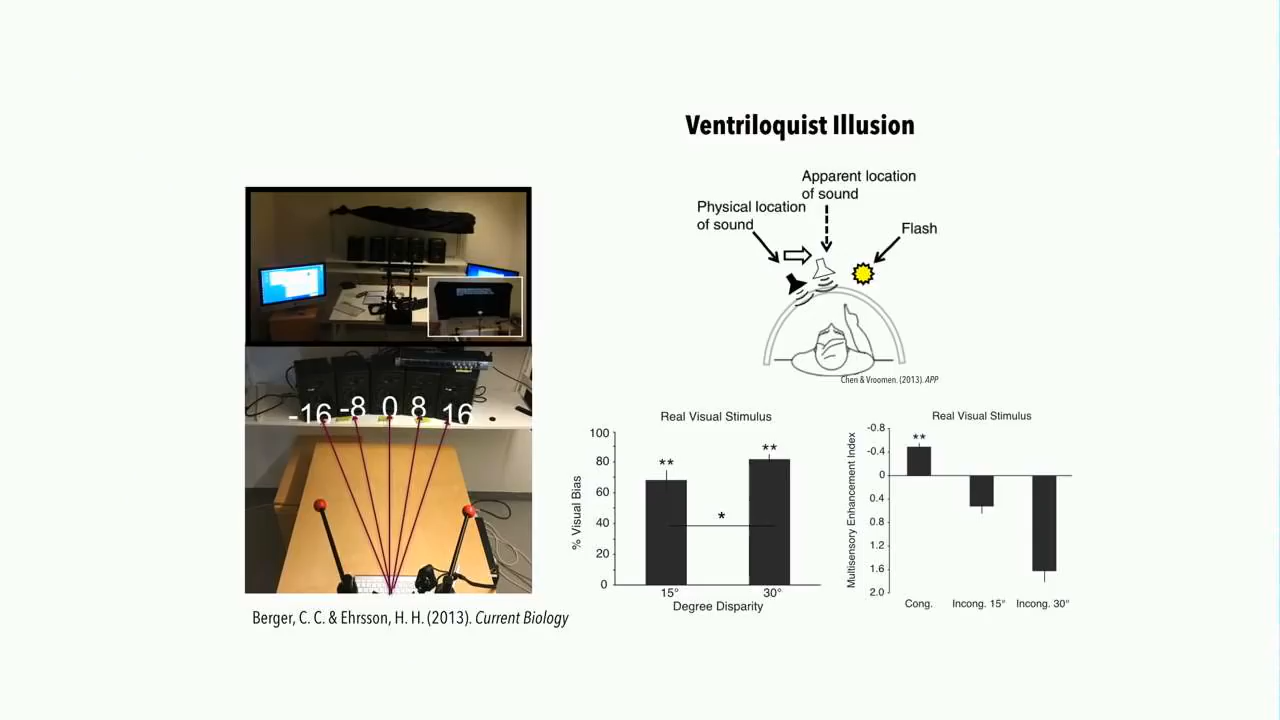 Ventriloquist Illusion
Apparent location
of sound
Physical location
of sound
Flash
Chen & Vroomen. (2013). APP
-16 -8 0 8 16
Berger, C. C. & Ehrsson, H. H. (2013). Current Biology
Real Visual Stimulus
% Visual Bias
100
80
60
40
20
0
**
**
*
15° 30°
Degree Disparity
Real Visual Stimulus
Multisensory Enhancement Index
-0.8
-0.4
0
0.4
0.8
1.2
1.6
2.0
**
Cong. Incong. 15° Incong. 30°